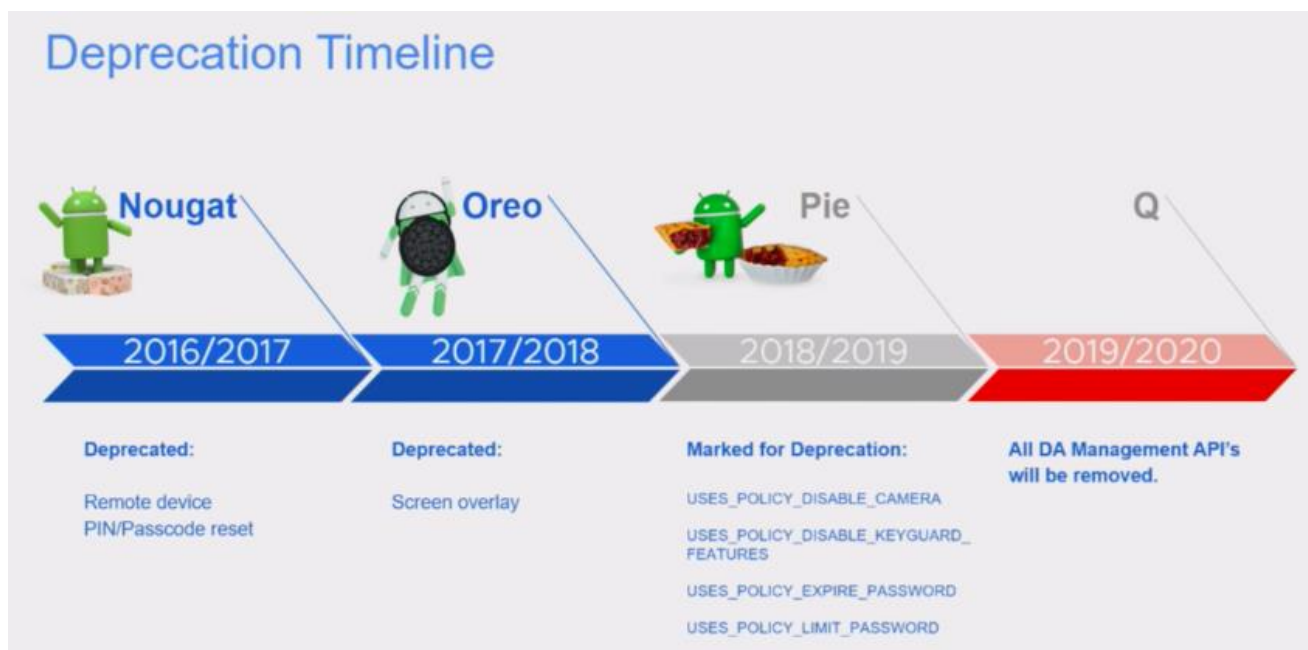 Deprecation Timeline
Nougat
Oreo
Pie
Q
2016/2017
2017/2018
2018/2019
2019/2020
Deprecated:
Remote device
PIN/Passcode reset
Deprecated:
Screen overlay
Marked for Deprecation:
USES_POLICY_DISABLE_CAMERA
USES_POLICY_DISABLE_KEYGUARD_
FEATURES
USES_POLICY_EXPIRE_PASSWORD
USES_POLICY_LIMIT_PASSWORD
All DA Management API's
will be removed.